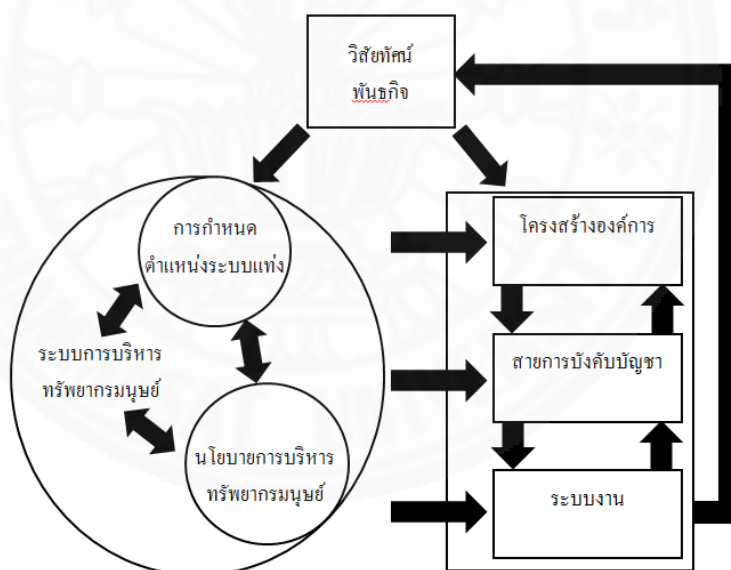 วิสัยทัศน์
พันธกิจ
การกำหนด
ตำแหน่งระบบแท่ง
โครงสร้างองค์การ
ระบบการบริหาร
ทรัพยากรมนุษย์
สายการบังคับบัญชา
นโยบายการบริหาร
ทรัพยากรมนุษย์
ระบบงาน